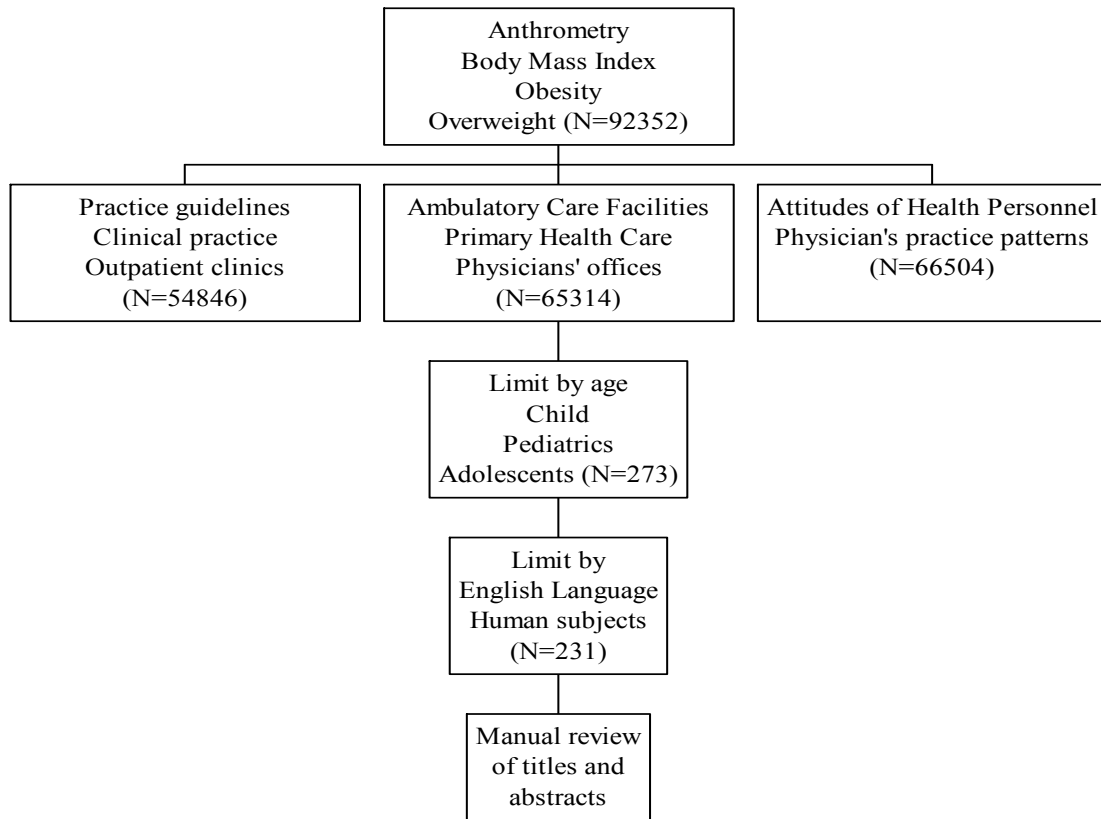 Anthrometry
Body Mass Index
Obesity
Overweight (N=92352)
Practice guidelines
Clinical practice
Outpatient clinics
(N=54846)
Ambulatory Care Facilities
Primary Health Care
Physicians' offices
(N=65314)
Attitudes of Health Personnel
Physician's practice patterns
(N=66504)
Limit by age
Child
Pediatrics
Adolescents (N=273)
Limit by
English Language
Human subjects
(N=231)
Manual review
of titles and
abstracts